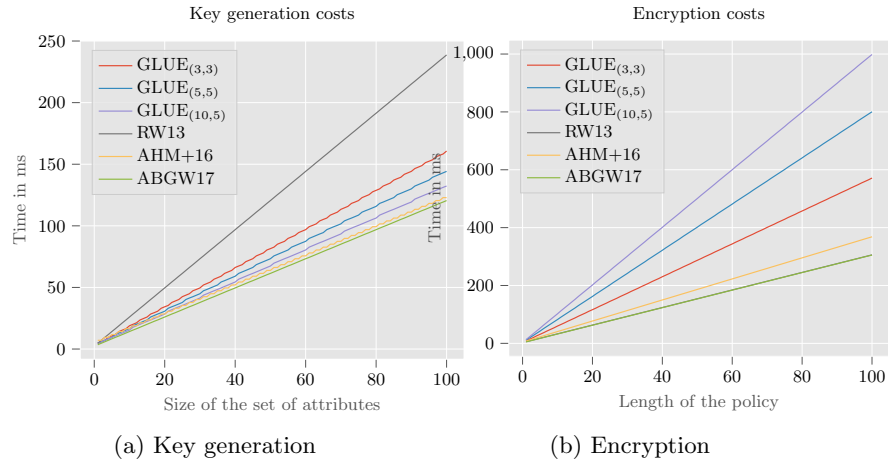 Key generation costs
250
200
150
100
50
0
0 20 40 60 80 100
Time in ms
Size of the set of attributes
GLUE(3,3)
GLUE(5,5)
GLUE(10,5)
RW13
AHM+16
ABGW17
(a) Key generation
Encryption costs
1,000
800
600
400
200
0
0 20 40 60 80 100
Time in ms
Length of the policy
GLUE(3,3)
GLUE(5,5)
GLUE(10,5)
RW13
AHM+16
ABGW17
(b) Encryption